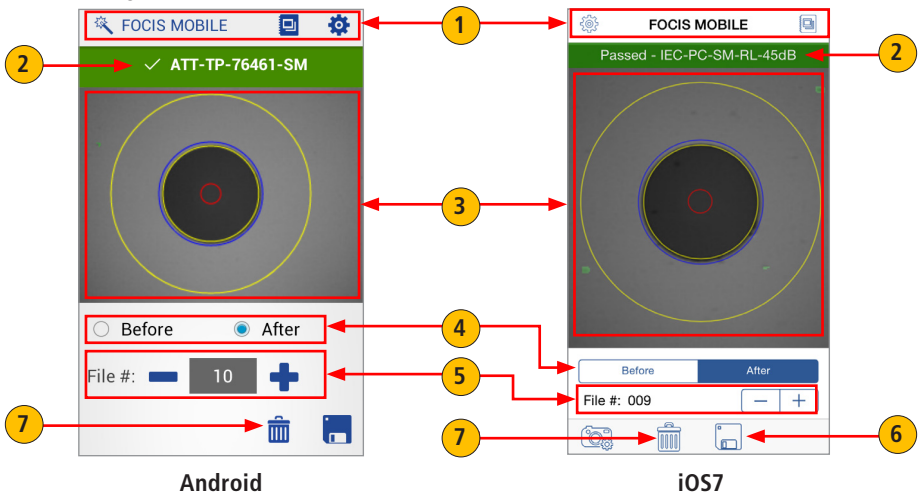 FOCIS MOBILE
1
FOCIS MOBILE
2
ATT-TP-76461-SM
Passed - IEC-PC-SM-RL-45dB
2
3
Before
After
4
Before
After
File #:
10
5
File #: 009
7
7
6
Android
iOS7